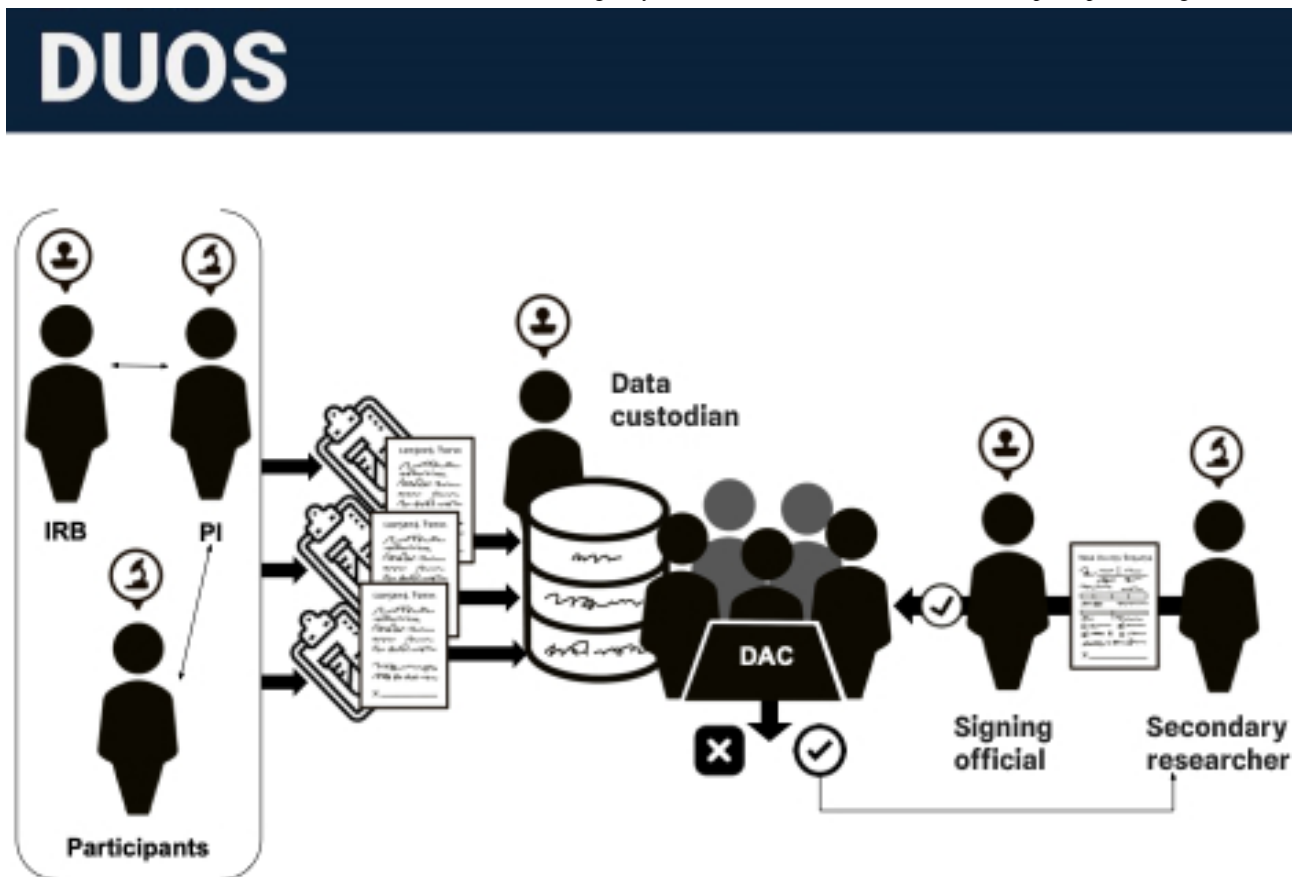 DUOS
IRB
PI
Participants
Data
custodian
DAC
Signing
official
Secondary
researcher